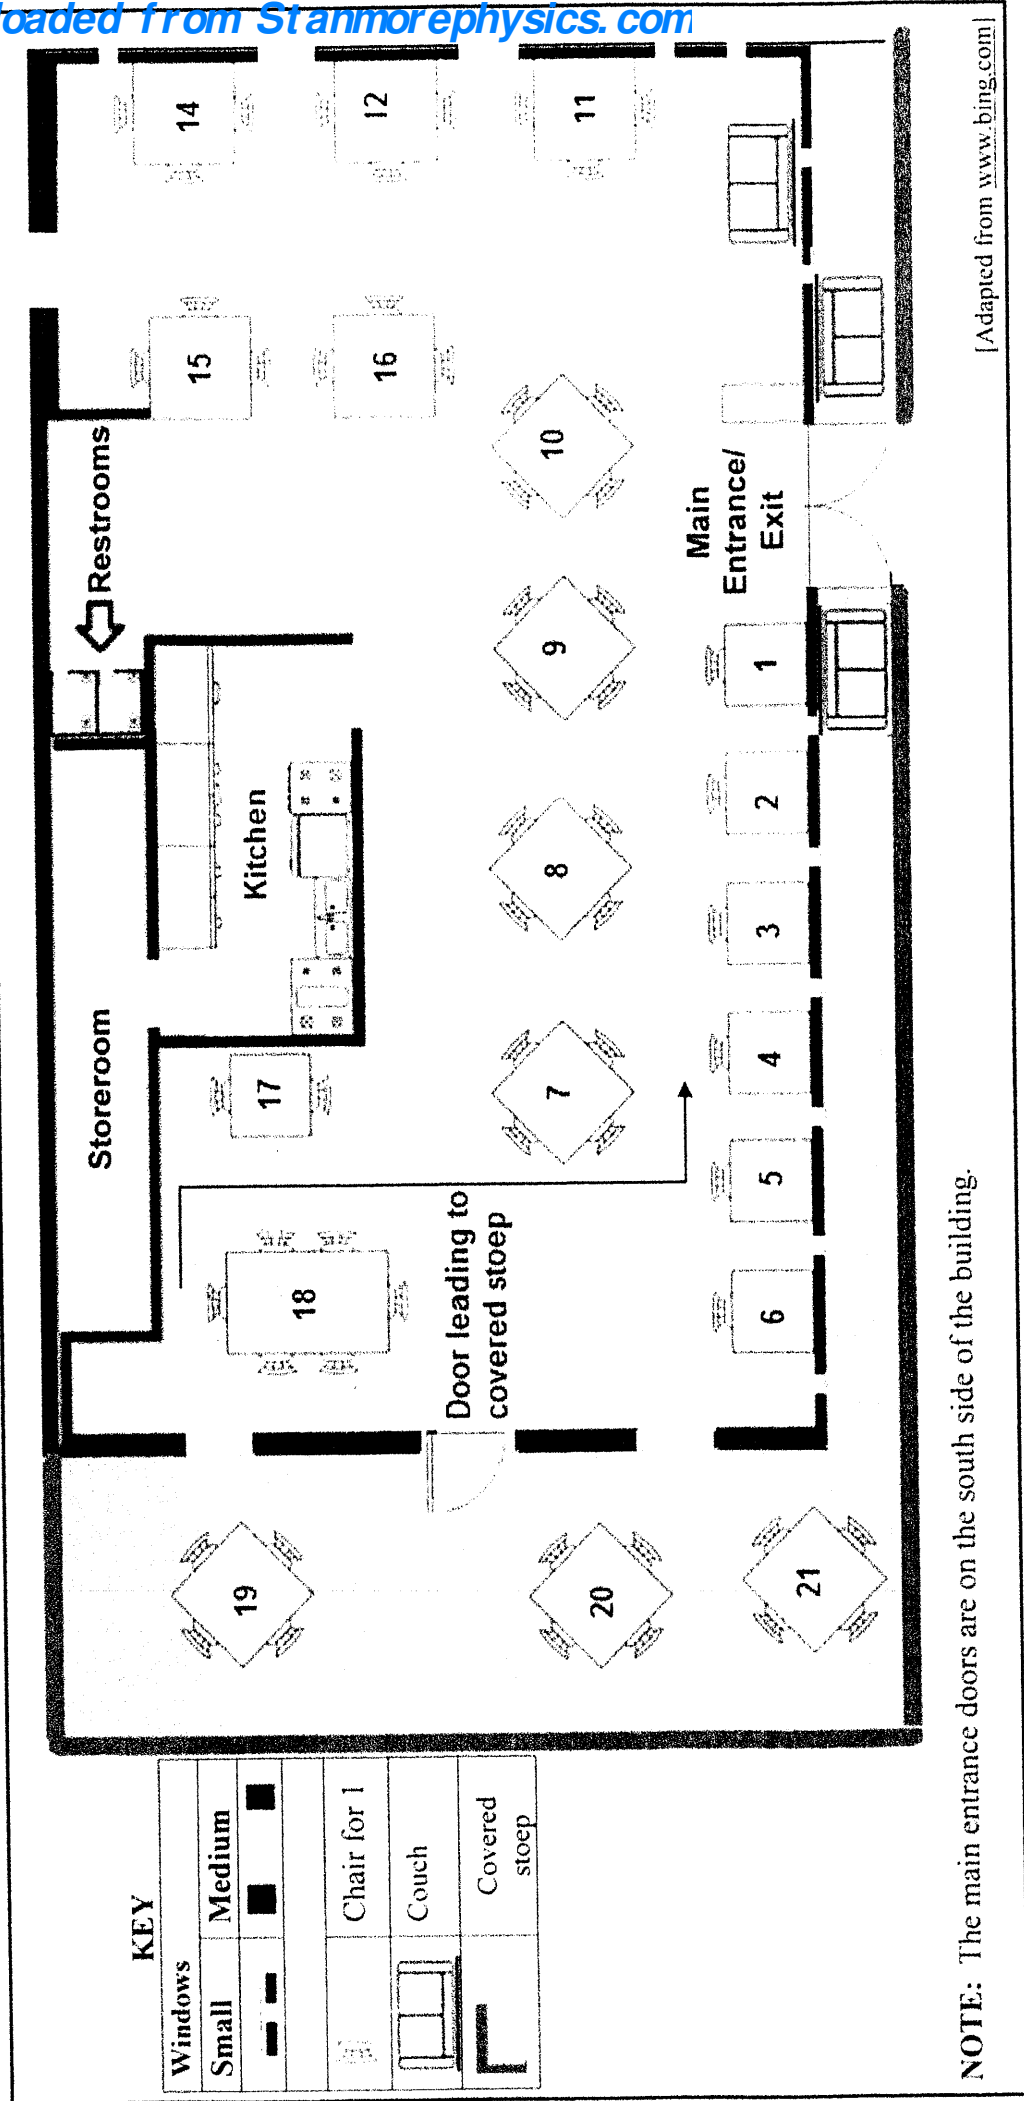 loaded from Stanmorephysics.com
KEY
Windows
Small Medium
Chair for 1
Couch
Covered
stoep
Storeroom
Kitchen
Restrooms
Door leading to
covered stoep
Main
Entrance/
Exit
19
20
21
18
17
15
14
16
12
11
7
8
9
10
6
5
4
3
2
1
NOTE: The main entrance doors are on the south side of the building.
[Adapted from www.bing.com]